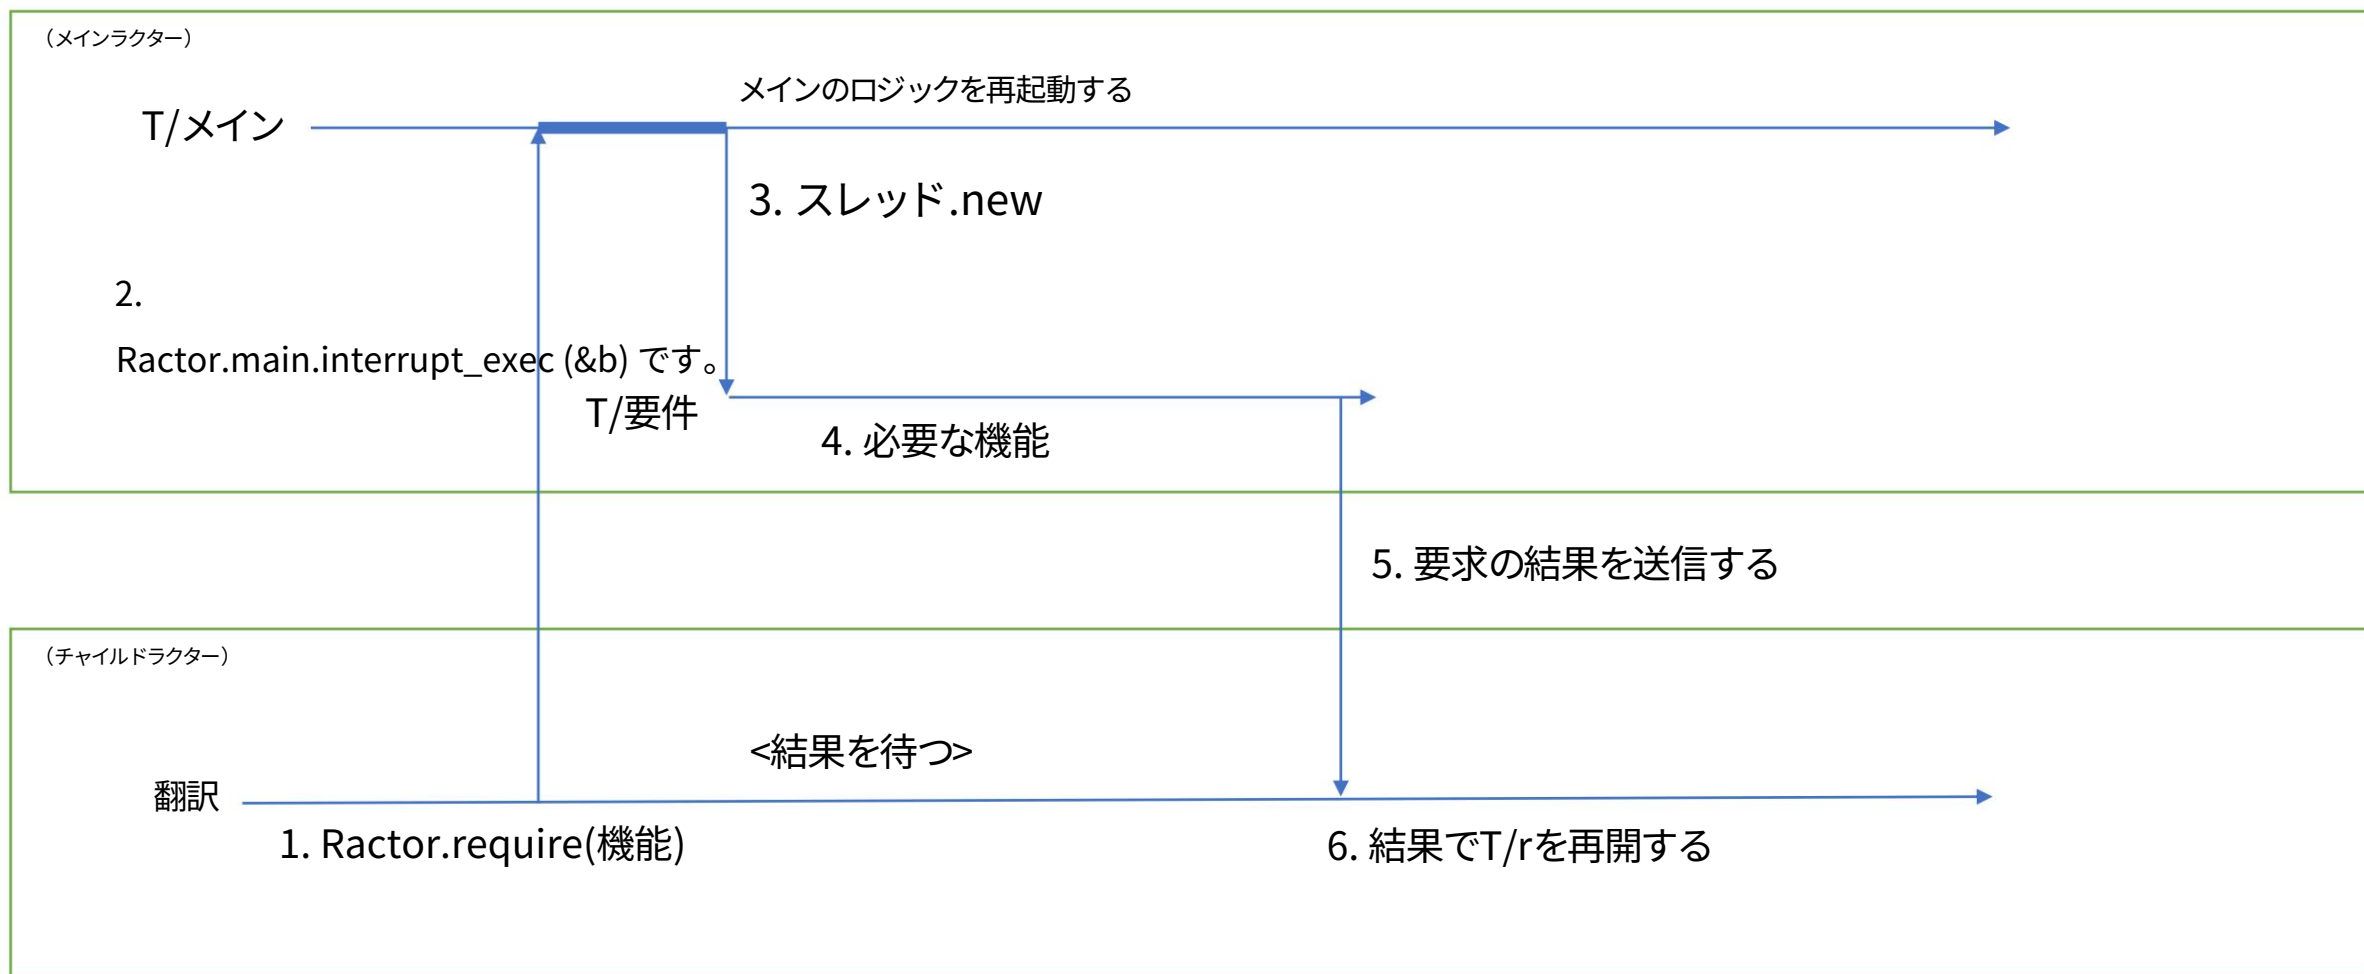 （メインラクター）
メインのロジックを再起動する
T/メイン
3. スレッド.new
2.
Ractor.main.interrupt_exec (&b) です。
T/要件
4. 必要な機能
5. 要求の結果を送信する
（チャイルドラクター）
<結果を待つ>
翻訳
1. Ractor.require(機能)
6. 結果でT/rを再開する